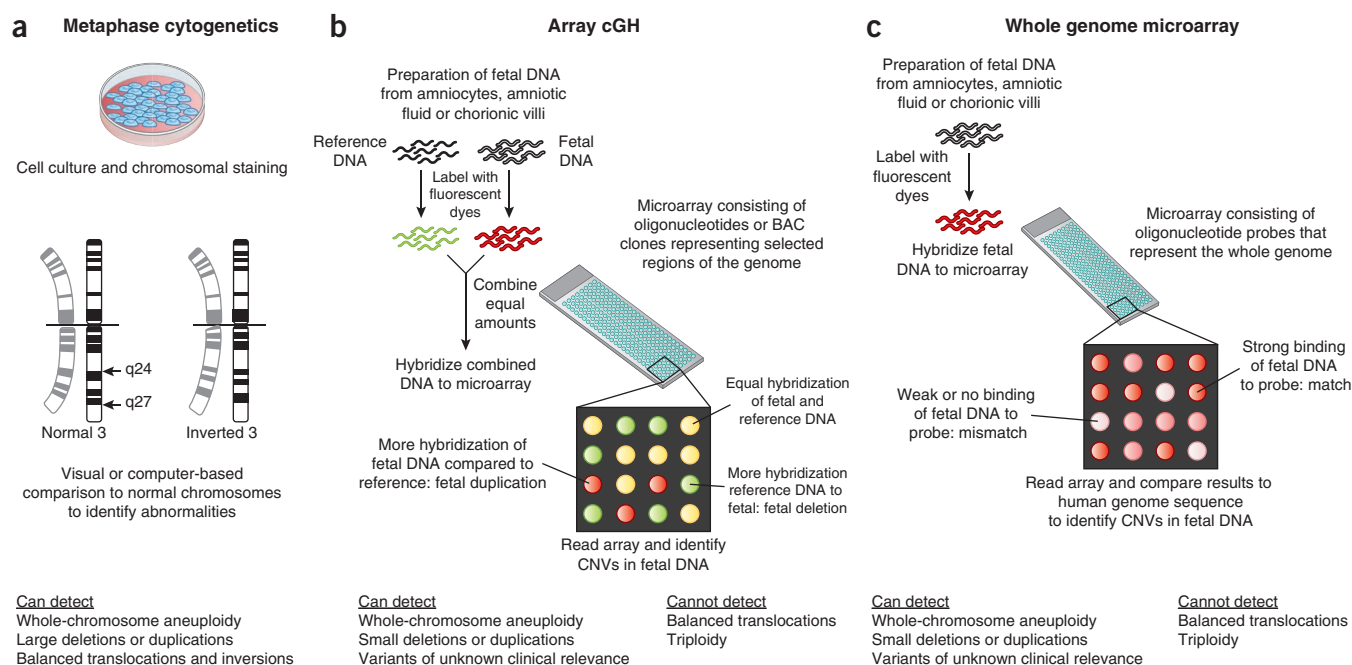 a
Metaphase cytogenetics
Cell culture and chromosomal staining
q24
q27
Normal 3
Inverted 3
Visual or computer-based
comparison to normal chromosomes
to identify abnormalities
Can detect
Whole-chromosome aneuploidy
Large deletions or duplications
Balanced translocations and inversions
b
Array cGH
Preparation of fetal DNA
from amniocytes, amniotic
fluid or chorionic villi
Reference
DNA
Fetal
DNA
Label with
fluorescent
dyes
Microarray consisting of
oligonucleotides or BAC
clones representing selected
regions of the genome
Combine
equal
amounts
Hybridize combined
DNA to microarray
Equal hybridization
of fetal and
reference DNA
More hybridization of
fetal DNA compared to
reference: fetal duplication
More hybridization
reference DNA to
fetal: fetal deletion
Read array and identify
CNVs in fetal DNA
Can detect
Whole-chromosome aneuploidy
Small deletions or duplications
Variants of unknown clinical relevance
Cannot detect
Balanced translocations
Triploidy
c
Whole genome microarray
Preparation of fetal DNA
from amniocytes, amniotic
fluid or chorionic villi
Label with
fluorescent
dyes
Hybridize fetal
DNA to microarray
Microarray consisting of
oligonucleotide probes that
represent the whole genome
Strong binding
of fetal DNA
to probe: match
Weak or no binding
of fetal DNA to
probe: mismatch
Read array and compare results to
human genome sequence
to identify CNVs in fetal DNA
Can detect
Whole-chromosome aneuploidy
Small deletions or duplications
Variants of unknown clinical relevance
Cannot detect
Balanced translocations
Triploidy